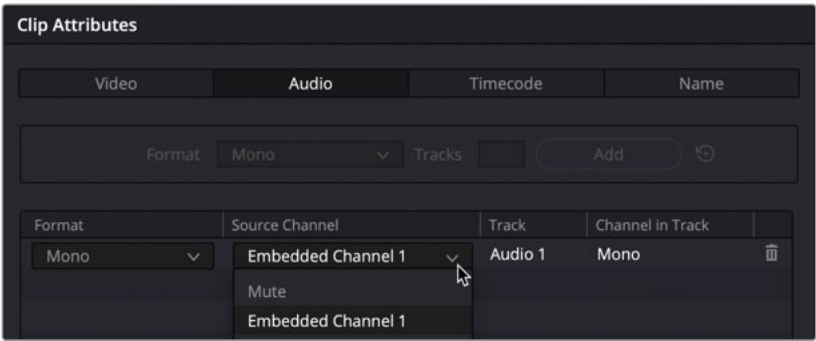 Clip Attributes
Video Audio Timecode Name
Format Mono Tracks Add
Format Source Channel Track Channel in Track
Mono Embedded Channel 1 Audio 1 Mono
Mute
Embedded Channel 1